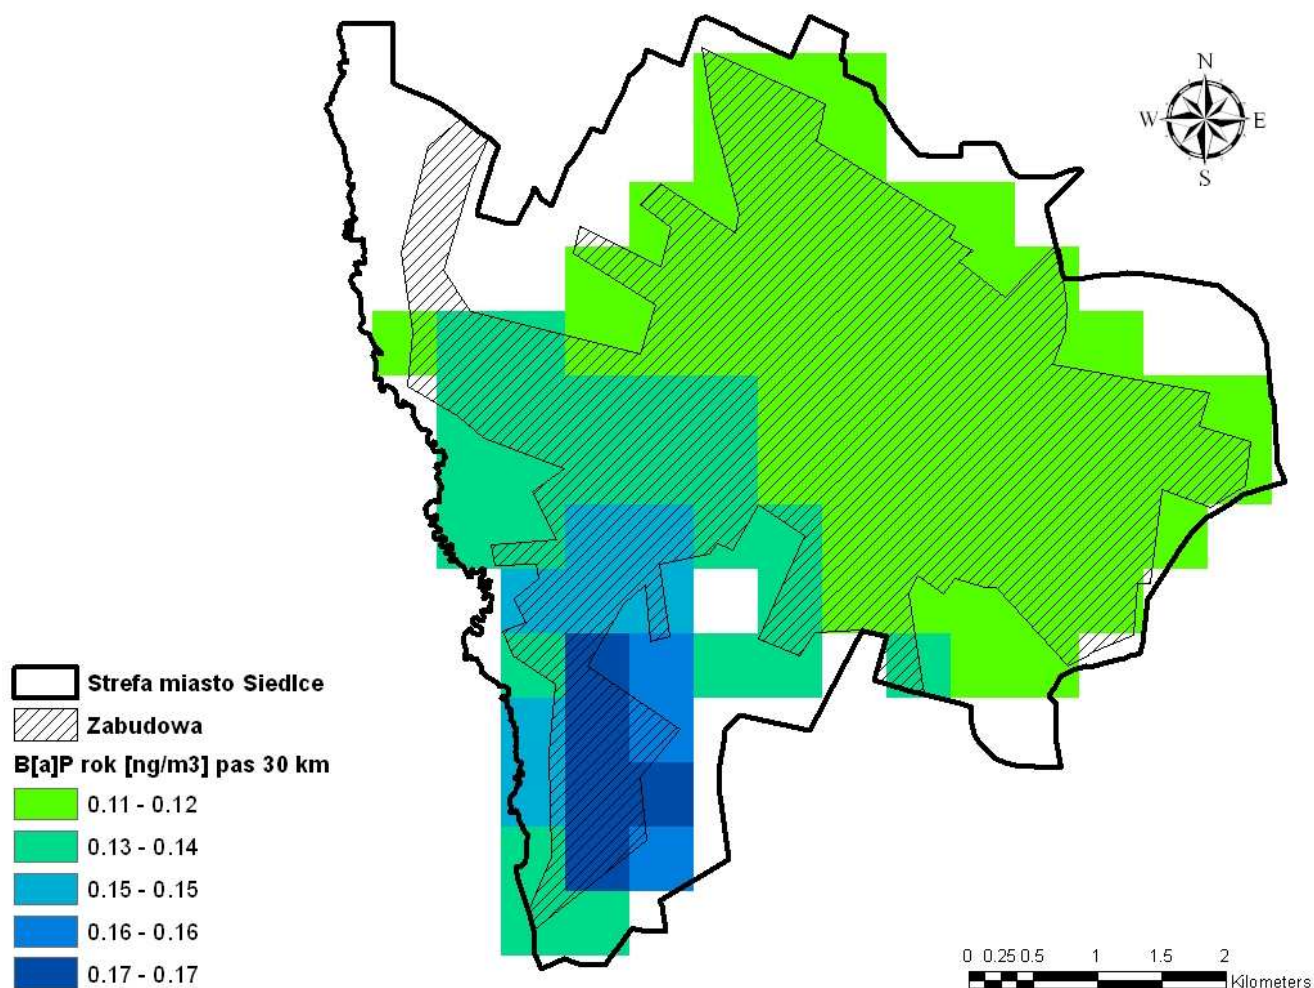 N
W E
S
Strefa miasto Siedlce
Zabudowa
B[a]P rok [ng/m3] pas 30 km
0.11 - 0.12
0.13 - 0.14
0.15 - 0.15
0.16 - 0.16
0.17 - 0.17
0 0.25 0.5 1 1.5 2
Kilometers